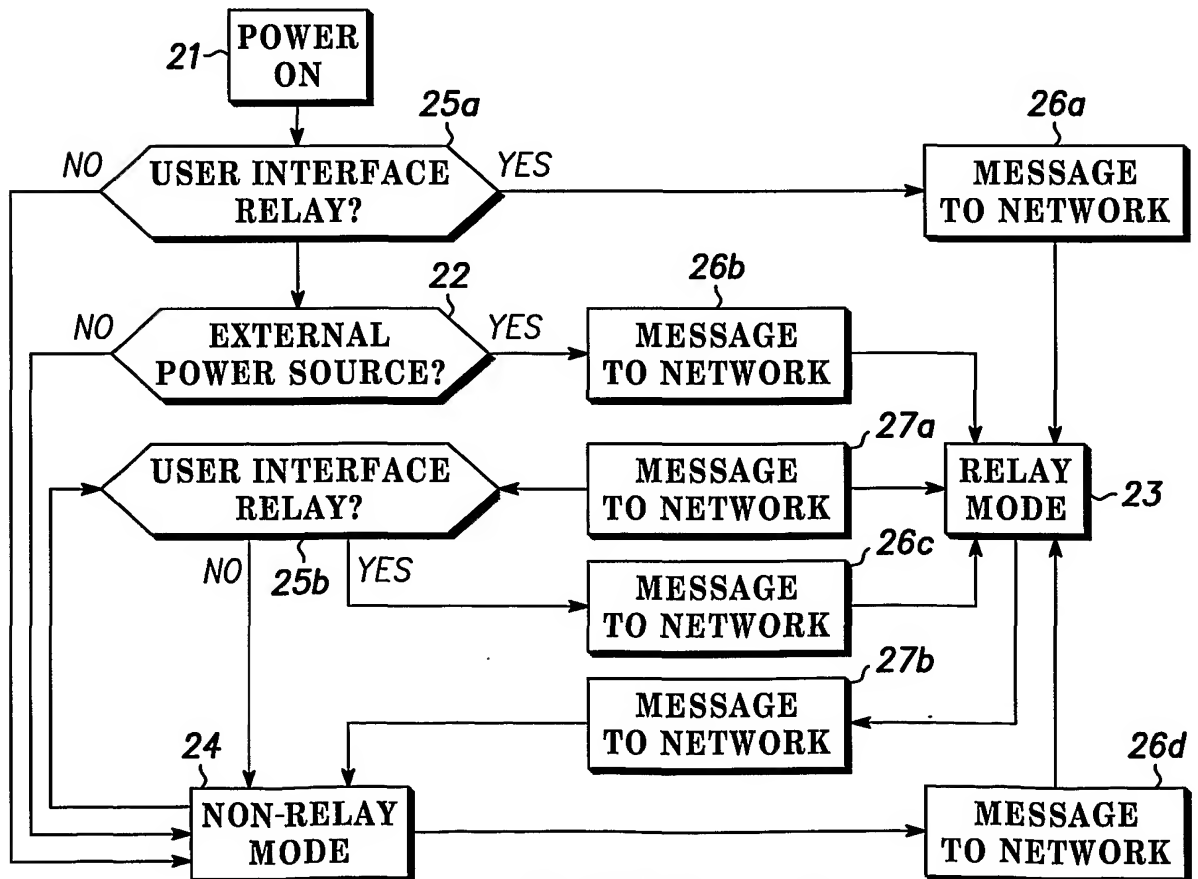 21
POWER
ON
25a
26a
NO
USER INTERFACE
RELAY?
YES
MESSAGE
TO NETWORK
22
26b
NO
EXTERNAL
POWER SOURCE?
YES
MESSAGE
TO NETWORK
27a
USER INTERFACE
RELAY?
MESSAGE
TO NETWORK
RELAY
MODE
23
NO
25b
YES
26c
MESSAGE
TO NETWORK
27b
MESSAGE
TO NETWORK
24
26d
NON-RELAY
MODE
MESSAGE
TO NETWORK